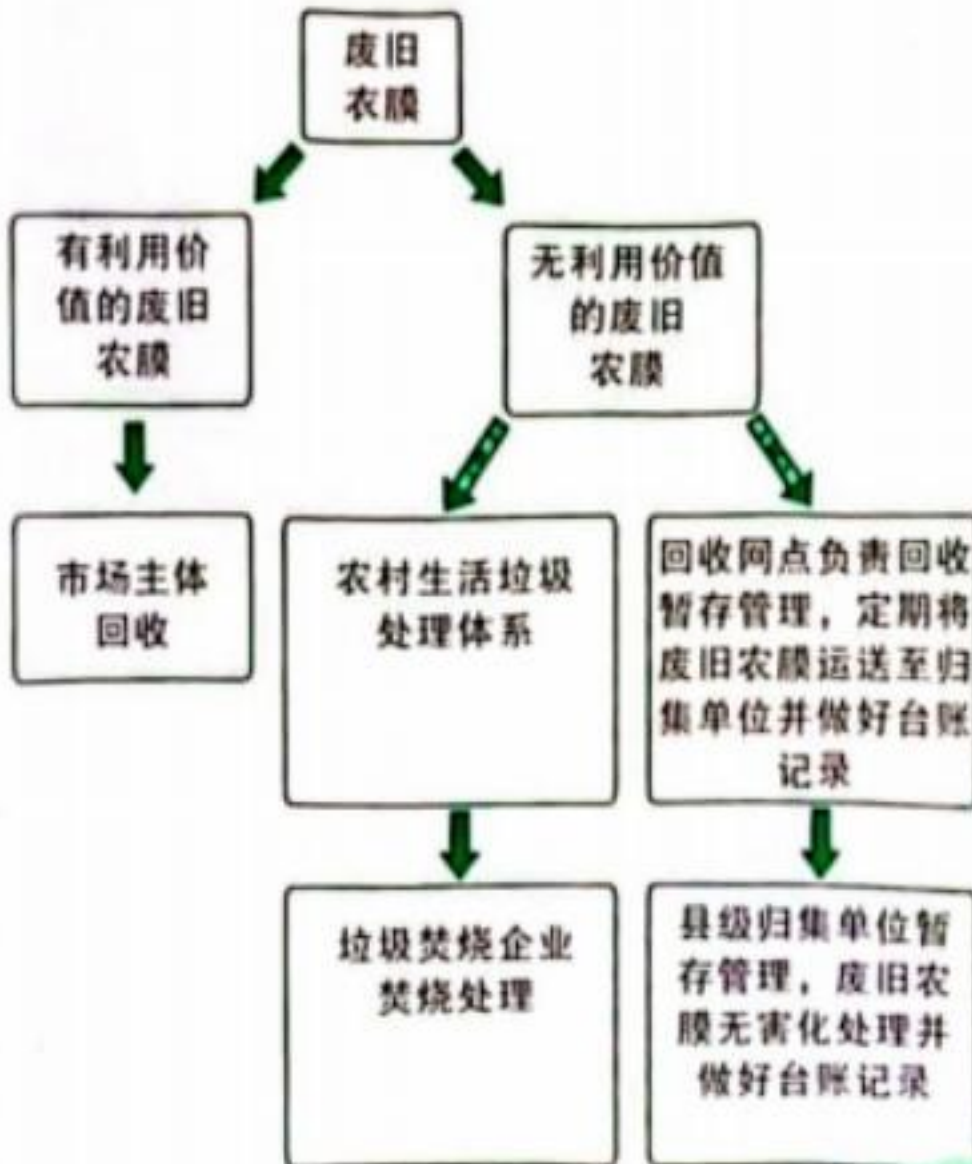 废旧
农膜
有利用价
值的废旧
农膜
无利用价值
的废旧
农膜
市场主体
回收
农村生活垃圾
处理体系
回收网点负责回收
暂存管理，定期将
废旧农膜运送至归
集单位并做好台账
记录
垃圾焚烧企业
焚烧处理
县级归集单位暂
存管理，废旧农
膜无害化处理并
做好台账记录